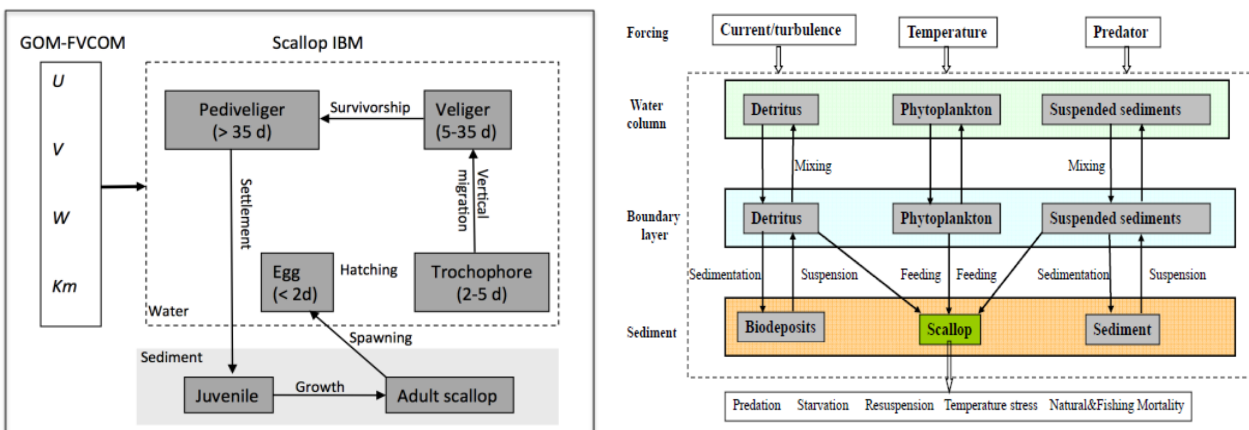 GOM-FVCOM
Scallop IBM
U
V
W
Km
Pediveliger
(> 35 d)
Survivorship
Veliger
(5-35 d)
Settlement
Vertical
migration
Egg
(< 2d)
Hatching
Trochophore
(2-5 d)
Water
Spawning
Sediment
Juvenile
Growth
Adult scallop
Forcing
Current/turbulence
Temperature
Predator
Water
column
Detritus
Phytoplankton
Suspended sediments
Mixing
Mixing
Boundary
layer
Detritus
Phytoplankton
Suspended sediments
Sedimentation
Suspension
Feeding
Feeding
Sedimentation
Suspension
Sediment
Biodeposits
Scallop
Sediment
Predation Starvation Resuspension Temperature stress Natural&Fishing Mortality